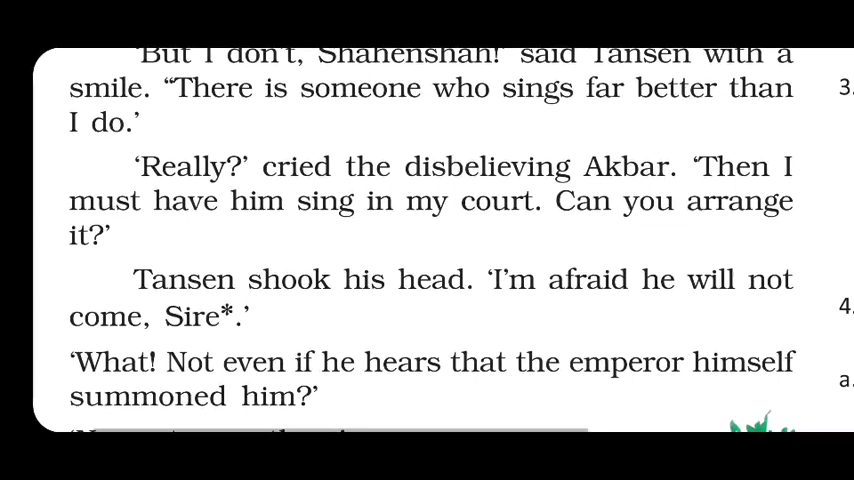 'But I don't, Shahenshah!' said Tansen with a
smile. “There is someone who sings far better than
I do.’
‘Really?’ cried the disbelieving Akbar. ‘Then I
must have him sing in my court. Can you arrange
it?’
Tansen shook his head. ‘I’m afraid he will not
come, Sire*.’
‘What! Not even if he hears that the emperor himself
summoned him?’
3.
4.
a.